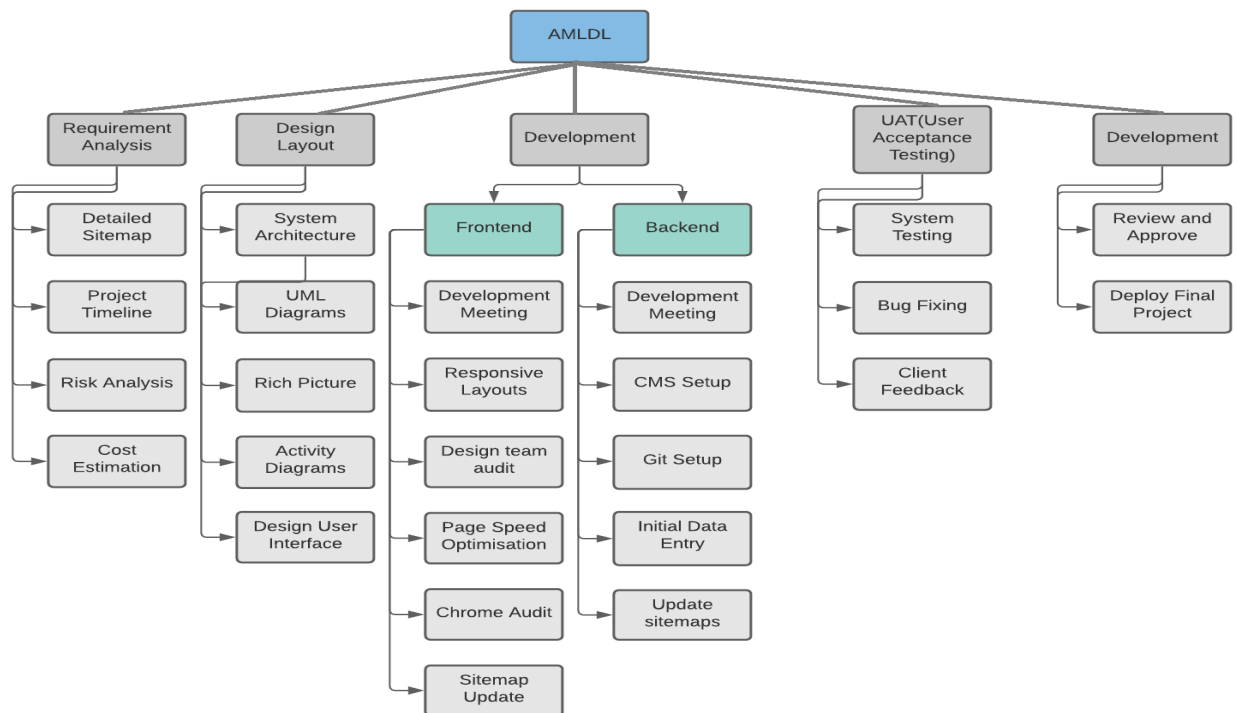 AMLDL
Requirement
Analysis
Design
Layout
Development
UAT(User
Acceptance
Testing)
Development
Detailed
Sitemap
Project
Timeline
Risk Analysis
Cost
Estimation
System
Architecture
UML
Diagrams
Rich Picture
Activity
Diagrams
Design User
Interface
Frontend
Development
Meeting
Responsive
Layouts
Design team
audit
Page Speed
Optimisation
Chrome Audit
Sitemap
Update
Backend
Development
Meeting
CMS Setup
Git Setup
Initial Data
Entry
Update
sitemaps
System
Testing
Bug Fixing
Client
Feedback
Review and
Approve
Deploy Final
Project